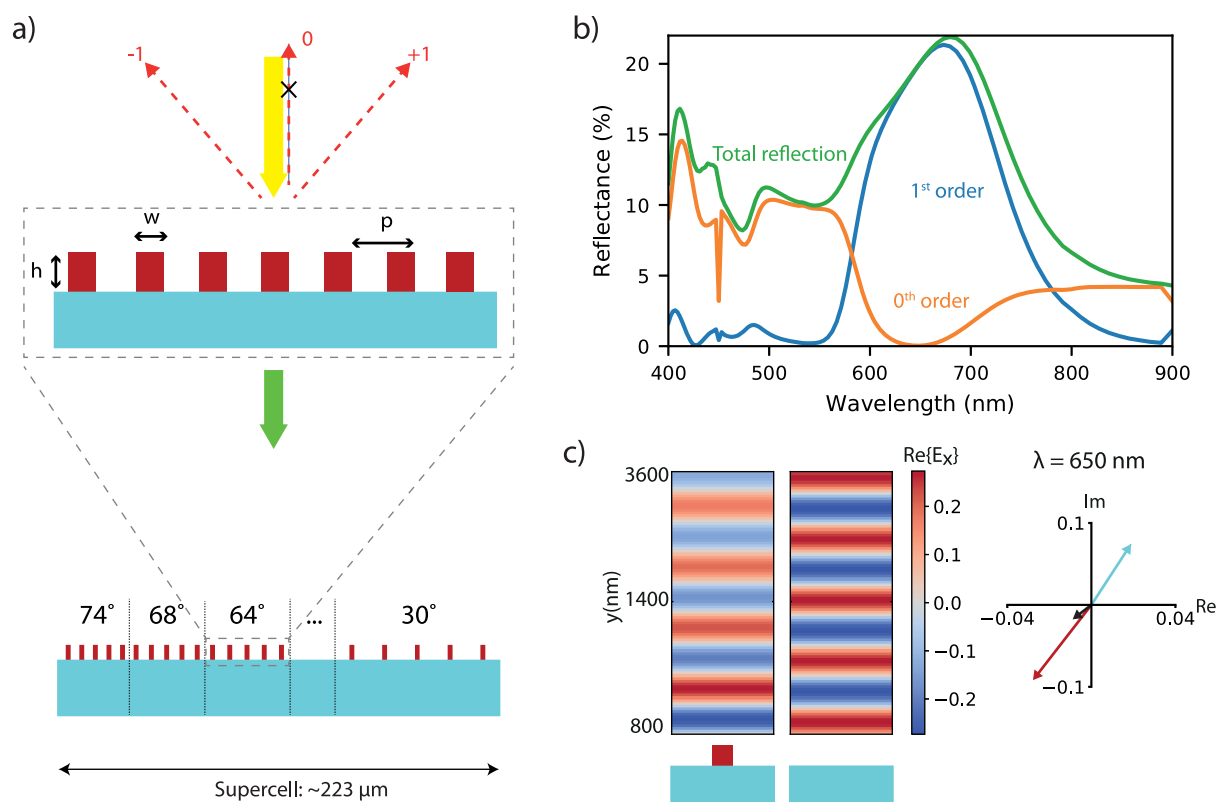 a)
-1
0
+1
w
p
h
74°
68°
64°
...
30°
Supercell: ~223 μm
b)
20
15
10
5
0
Reflectance (%)
Total reflection
1st order
0th order
400
500
600
700
800
900
Wavelength (nm)
c)
Re{Ex}
λ = 650 nm
3600
1400
800
y(nm)
0.2
0.1
0.0
−0.1
−0.2
Im
0.1
Re
−0.04
0.04
−0.1